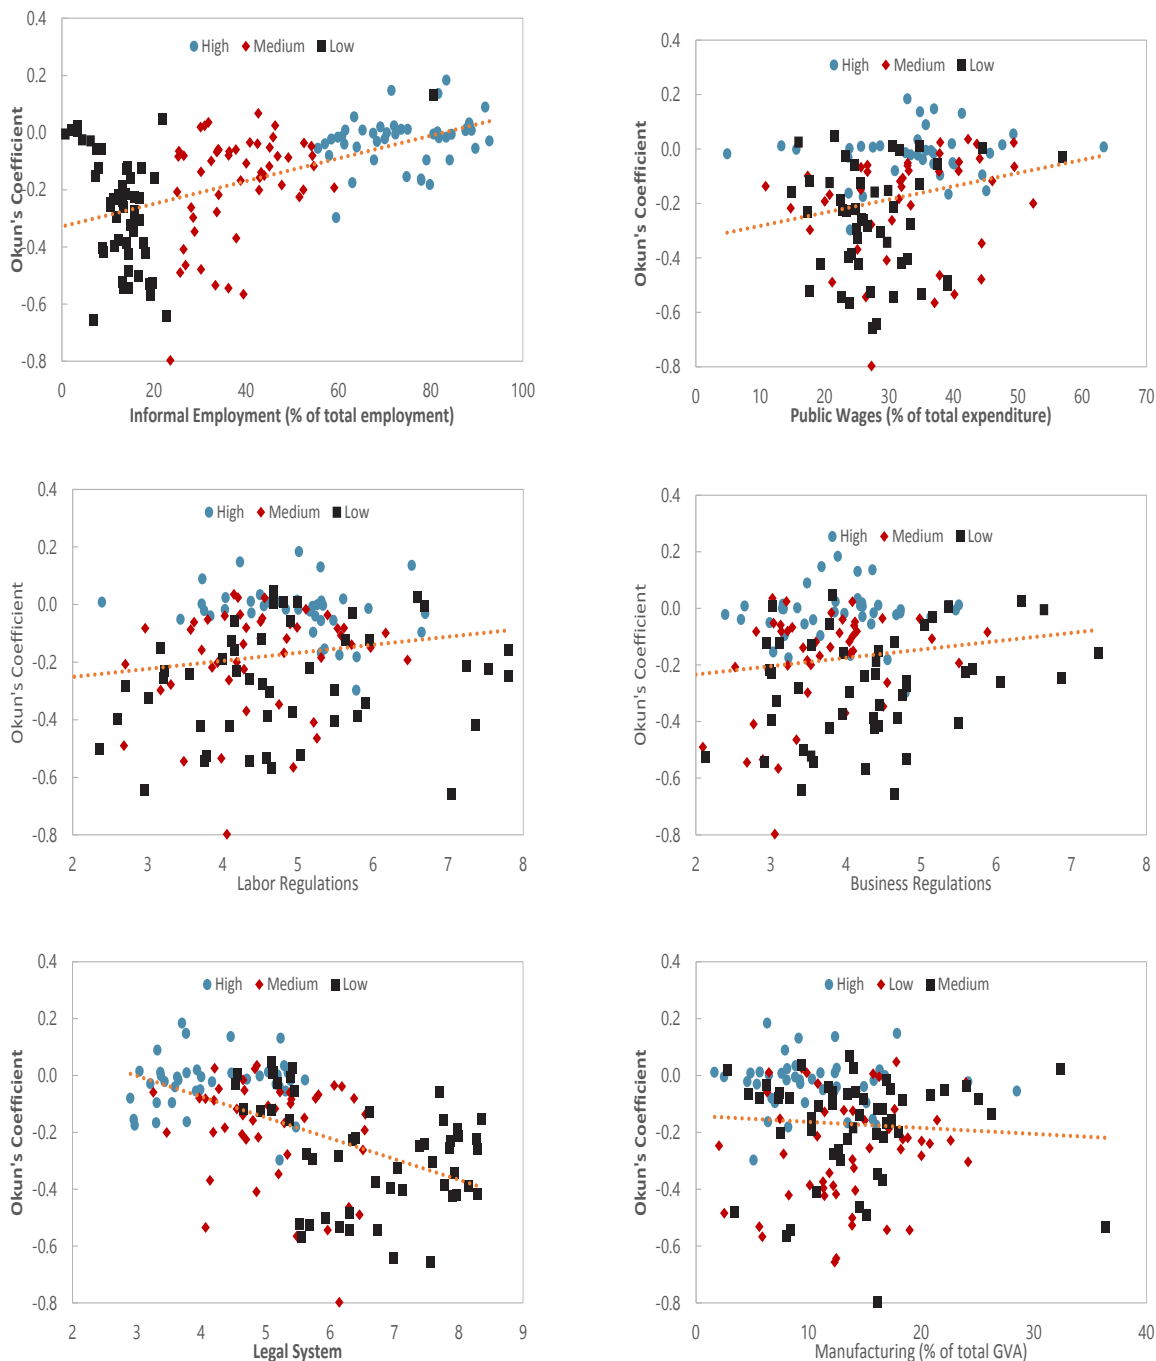 0.4
0.2
0.0
-0.2
-0.4
-0.6
-0.8
Okun's Coefficient
High Medium Low
0 20 40 60 80 100
Informal Employment (% of total employment)
0.4
0.2
0.0
-0.2
-0.4
-0.6
-0.8
Okun's Coefficient
High Medium Low
0 10 20 30 40 50 60 70
Public Wages (% of total expenditure)
0.4
0.2
0.0
-0.2
-0.4
-0.6
-0.8
Okun's Coefficient
High Medium Low
2 3 4 5 6 7 8
Labor Regulations
0.4
0.2
0.0
-0.2
-0.4
-0.6
-0.8
Okun's Coefficient
High Medium Low
2 3 4 5 6 7 8
Business Regulations
0.4
0.2
0.0
-0.2
-0.4
-0.6
-0.8
Okun's Coefficient
High Medium Low
2 3 4 5 6 7 8 9
Legal System
0.4
0.2
0.0
-0.2
-0.4
-0.6
-0.8
Okun's Coefficient
High Low Medium
0 10 20 30 40
Manufacturing (% of total GVA)